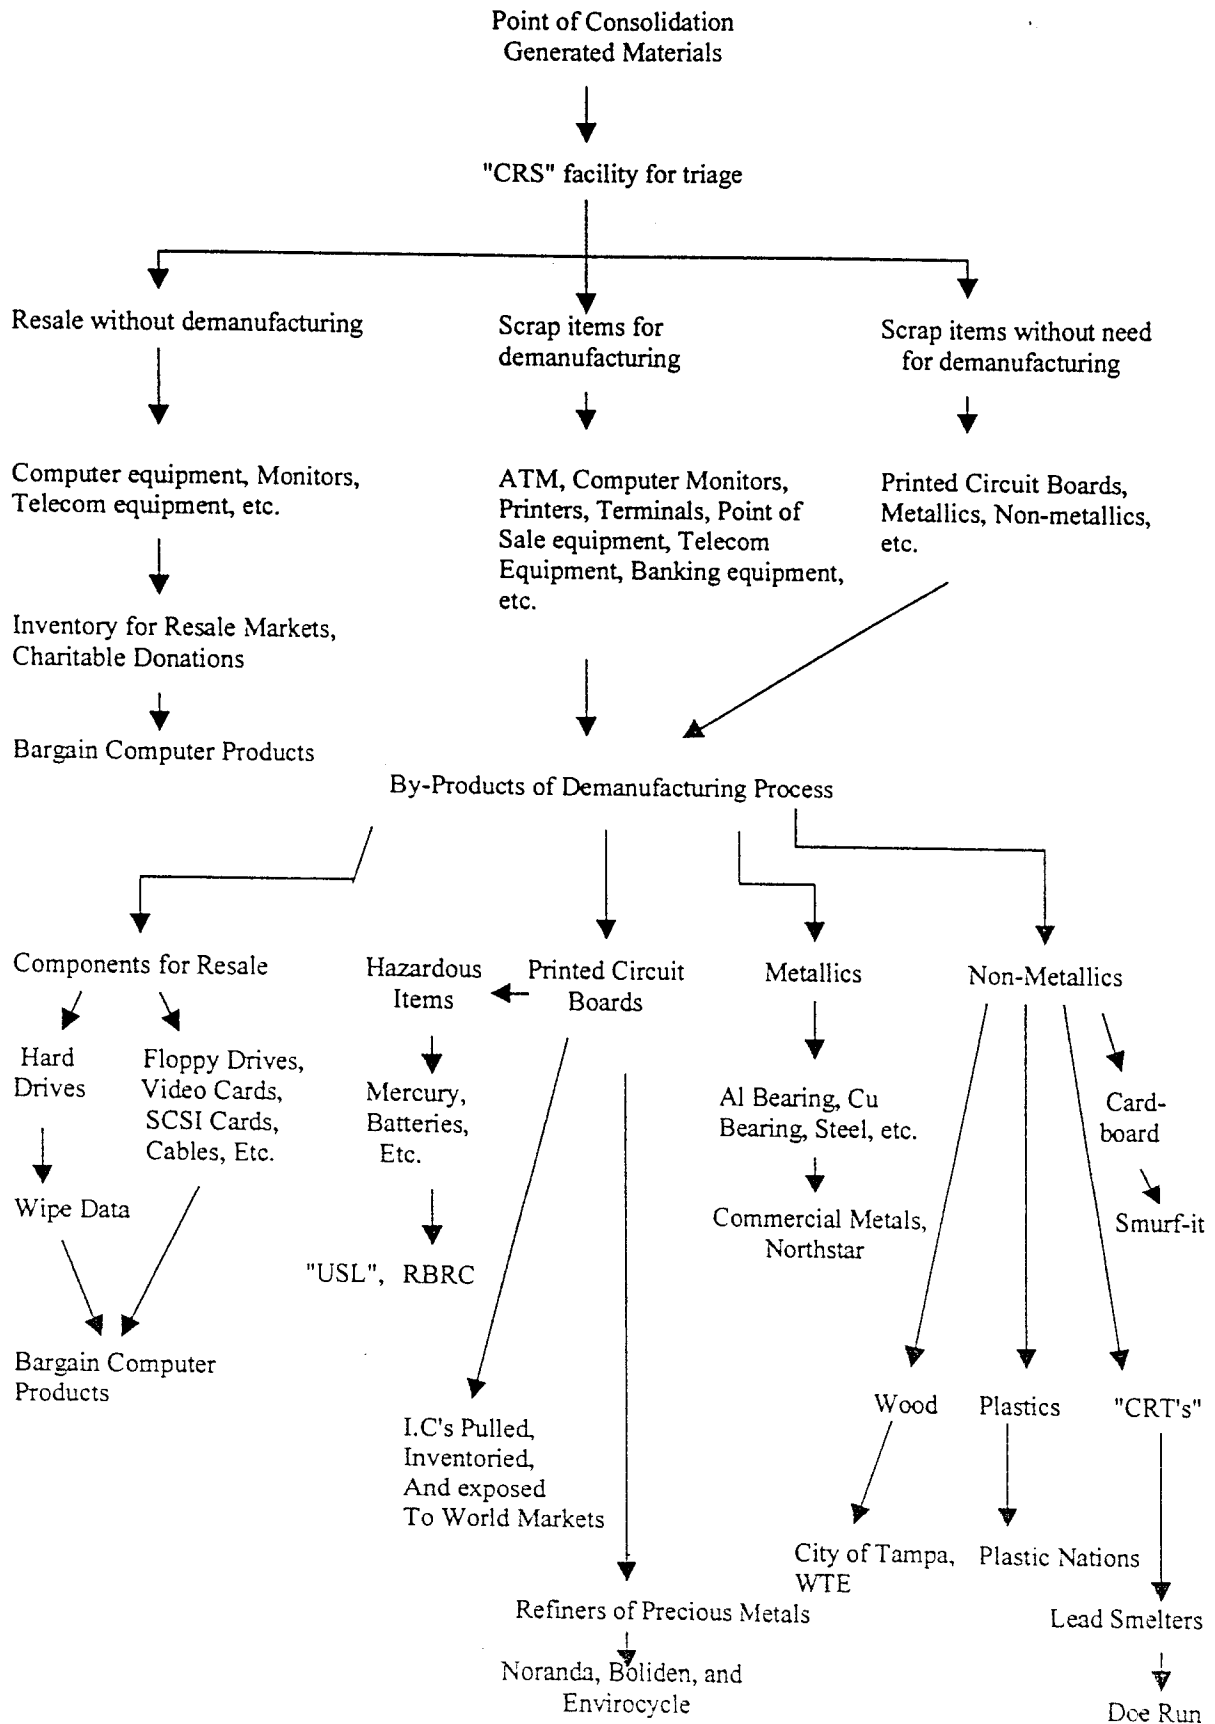 Point of Consolidation
Generated Materials
"CRS" facility for triage
Resale without demanufacturing
Scrap items for
demanufacturing
Scrap items without need
for demanufacturing
Computer equipment, Monitors,
Telecom equipment, etc.
ATM, Computer Monitors,
Printers, Terminals, Point of
Sale equipment, Telecom
Equipment, Banking equipment,
etc.
Printed Circuit Boards,
Metallics, Non-metallics,
etc.
Inventory for Resale Markets,
Charitable Donations
Bargain Computer Products
By-Products of Demanufacturing Process
Components for Resale
Hazardous
Items
Printed Circuit
Boards
Metallics
Non-Metallics
Hard
Drives
Floppy Drives,
Video Cards,
SCSI Cards,
Cables, Etc.
Mercury,
Batteries,
Etc.
Al Bearing, Cu
Bearing, Steel, etc.
Card-
board
Wipe Data
"USL", RBRC
Commercial Metals,
Northstar
Smurf-it
Bargain Computer
Products
I.C's Pulled,
Inventoried,
And exposed
To World Markets
Wood
Plastics
"CRT's"
City of Tampa,
WTE
Plastic Nations
Refiners of Precious Metals
Lead Smelters
Noranda, Boliden, and
Envirocycle
Doe Run